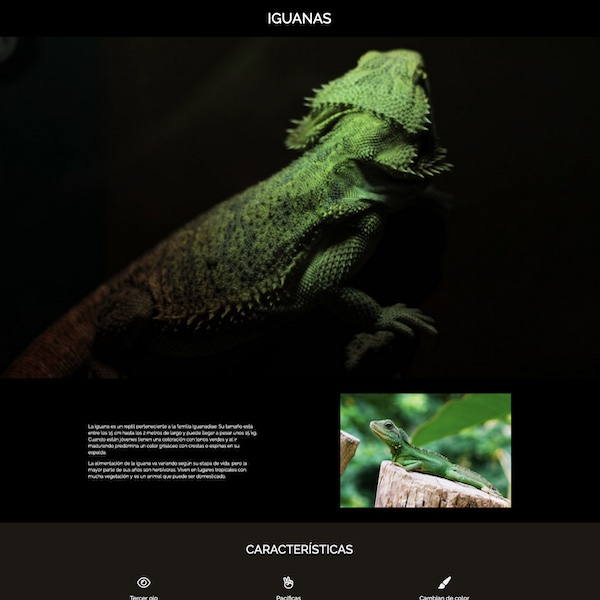 IGUANAS
La iguana es un reptil perteneciente a la familia Iguanadiae. Su tamaño está
entre los 15 cm hasta los 2 metros de largo y puede llegar a pesar unos 15 kg.
Cuando están jóvenes tienen una coloración con tonos verdes y al ir
madurando predomina un color grisáceo con crestas o espinas en su
espalda.
La alimentación de la iguana va variando según su etapa de vida, pero la
mayor parte de sus años son herbívoras. Viven en lugares tropicales con
mucha vegetación y es un animal que puede ser domesticado.
CARACTERÍSTICAS
Tercer ojo Pacíficas Cambian de color